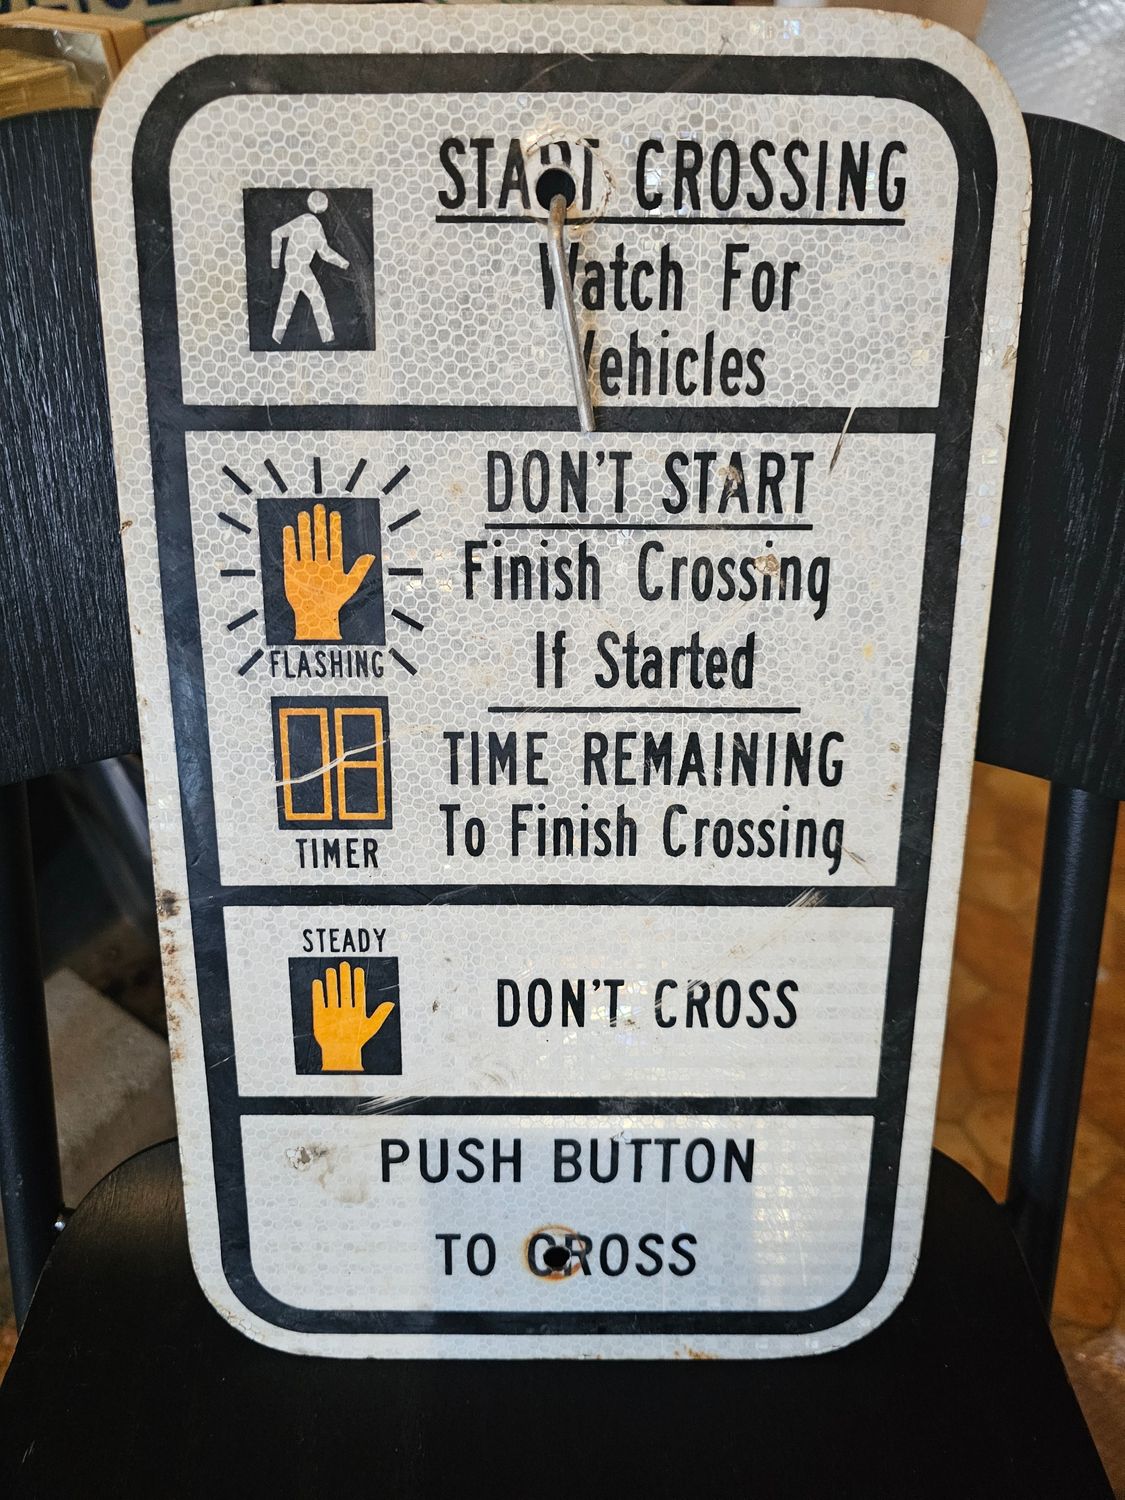 START CROSSING
Watch For
Vehicles
DON'T START
Finish Crossing
If Started
FLASHING
TIME REMAINING
To Finish Crossing
TIMER
STEADY
DON'T CROSS
PUSH BUTTON
TO CROSS